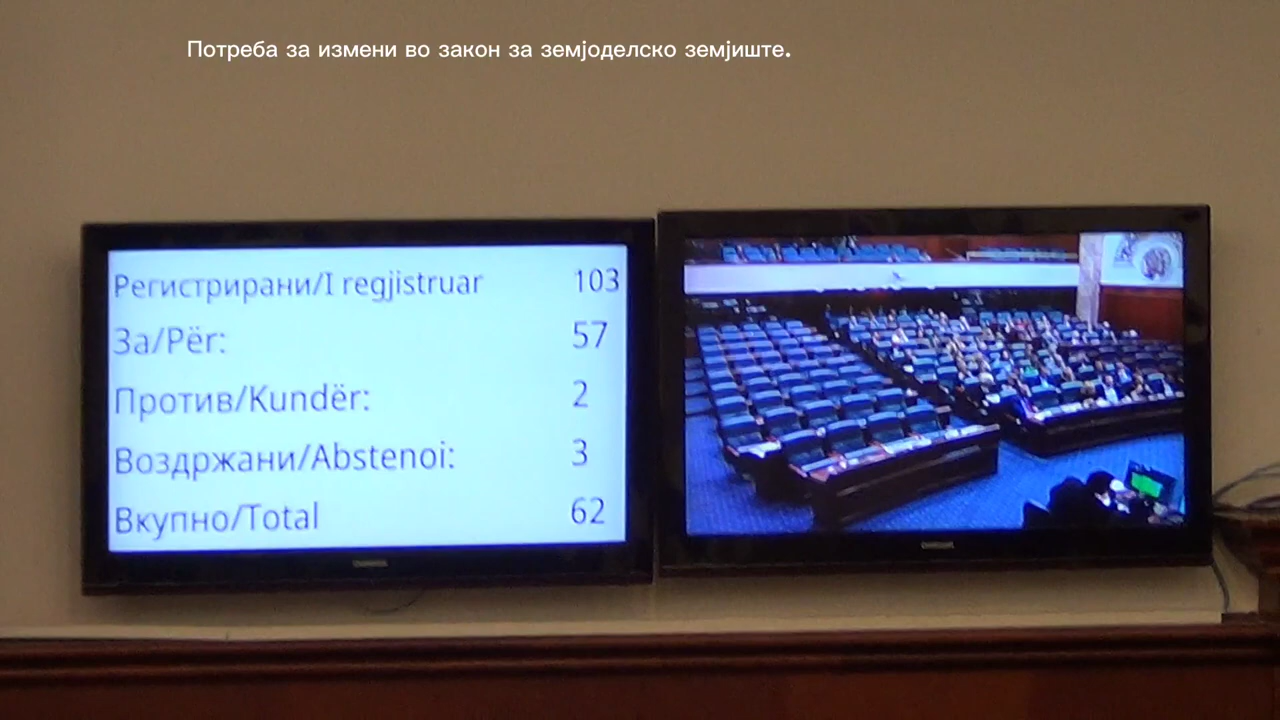 Потреба за измени во закон за земјоделско земјиште.
Регистрирани/I regjistruar 103
За/Për: 57
Против/Kundër: 2
Воздржани/Abstenoi: 3
Вкупно/Total 62